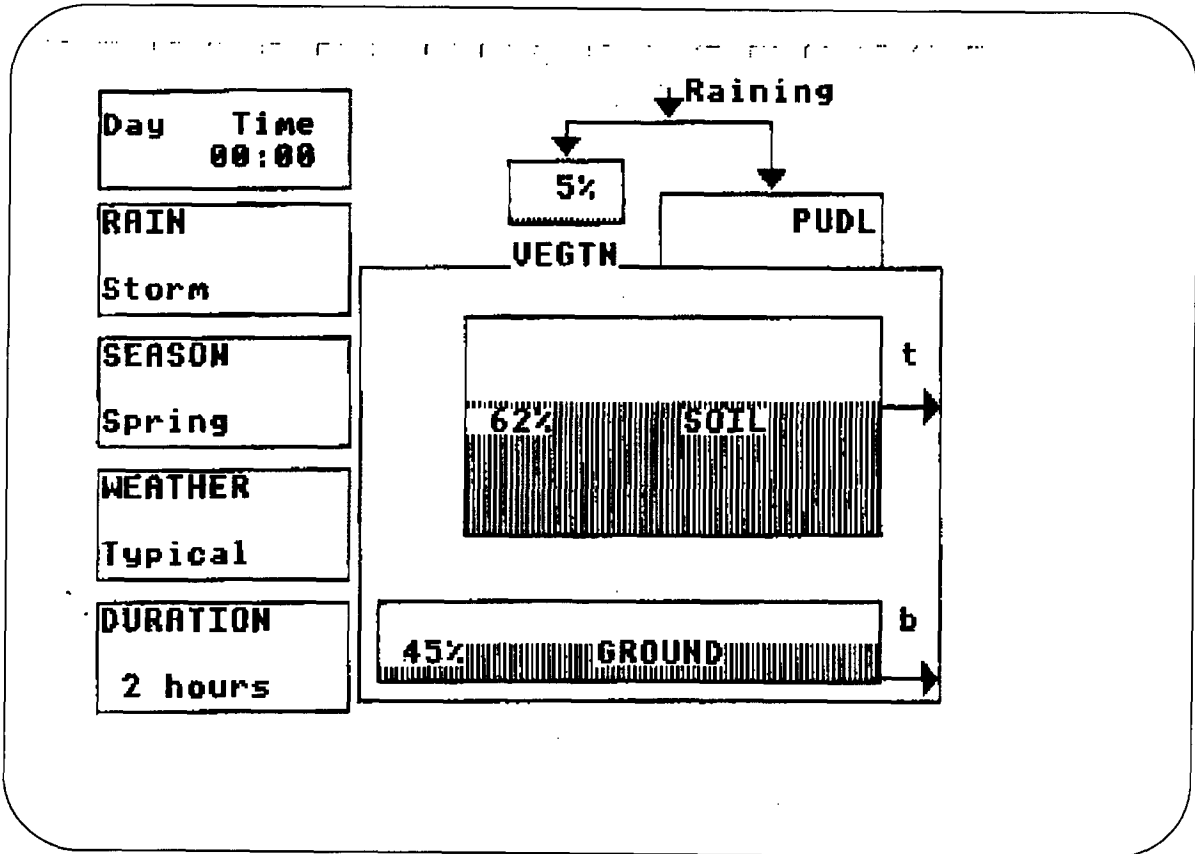 Raining
Day Time
00:00
5%
RAIN
PUDL
VEGTN
Storm
SEASON
t
Spring
62% SOIL
WEATHER
Typical
DURATION
b
45% GROUND
2 hours